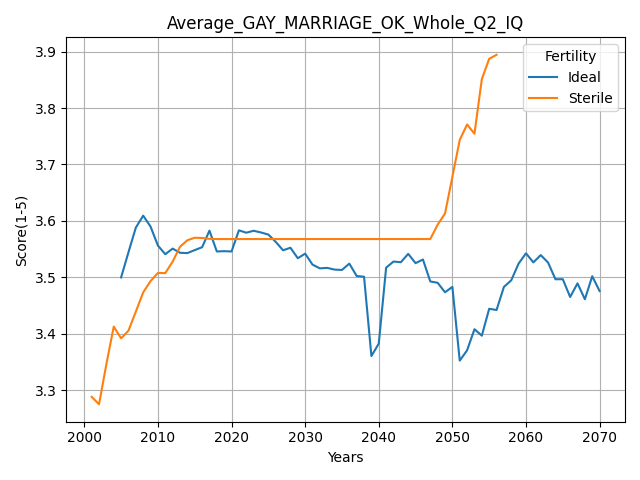 Average_GAY_MARRIAGE_OK_Whole_Q2_IQ
3.9
3.8
3.7
3.6
3.5
3.4
3.3
Score(1-5)
Fertility
Ideal
Sterile
2000 2010 2020 2030 2040 2050 2060 2070
Years